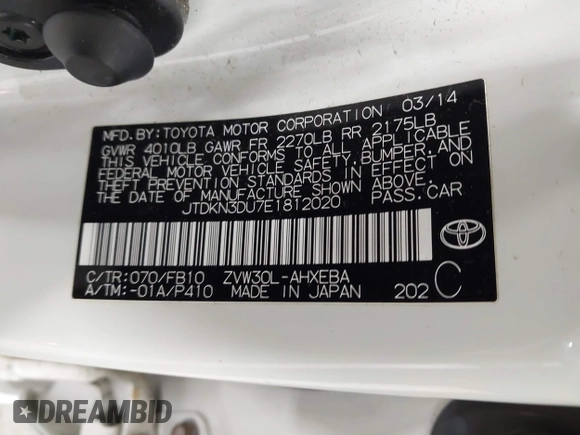 MFD. BY: TOYOTA MOTOR CORPORATION 03/14
GVWR 4010LB GAWR FR 2270LB RR 2175LB
THIS VEHICLE CONFORMS TO ALL APPLICABLE
FEDERAL MOTOR VEHICLE SAFETY, BUMPER, AND
THEFT PREVENTION STANDARDS IN EFFECT ON
THE DATE OF MANUFACTURE SHOWN ABOVE.
JTDKN3DU7E1812020 PASS. CAR
C/TR: 070/FB10 ZVW30L-AHXEBA
A/TM: -01A/P410 MADE IN JAPAN 202 C
TOYOTA
DREAMBID